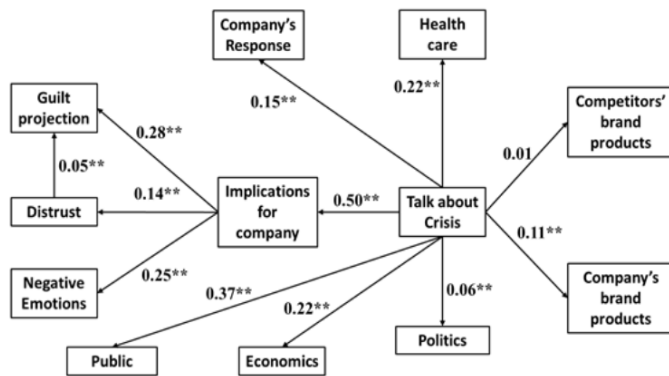 Company's
Response
Health
care
0.15**
0.22**
Guilt
projection
Competitors'
brand
products
0.28**
0.01
0.05**
Distrust
0.14**
Implications
for
company
0.50**
Talk about
Crisis
0.11**
Negative
Emotions
0.25**
0.37**
0.22**
0.06**
Company's
brand
products
Public
Economics
Politics